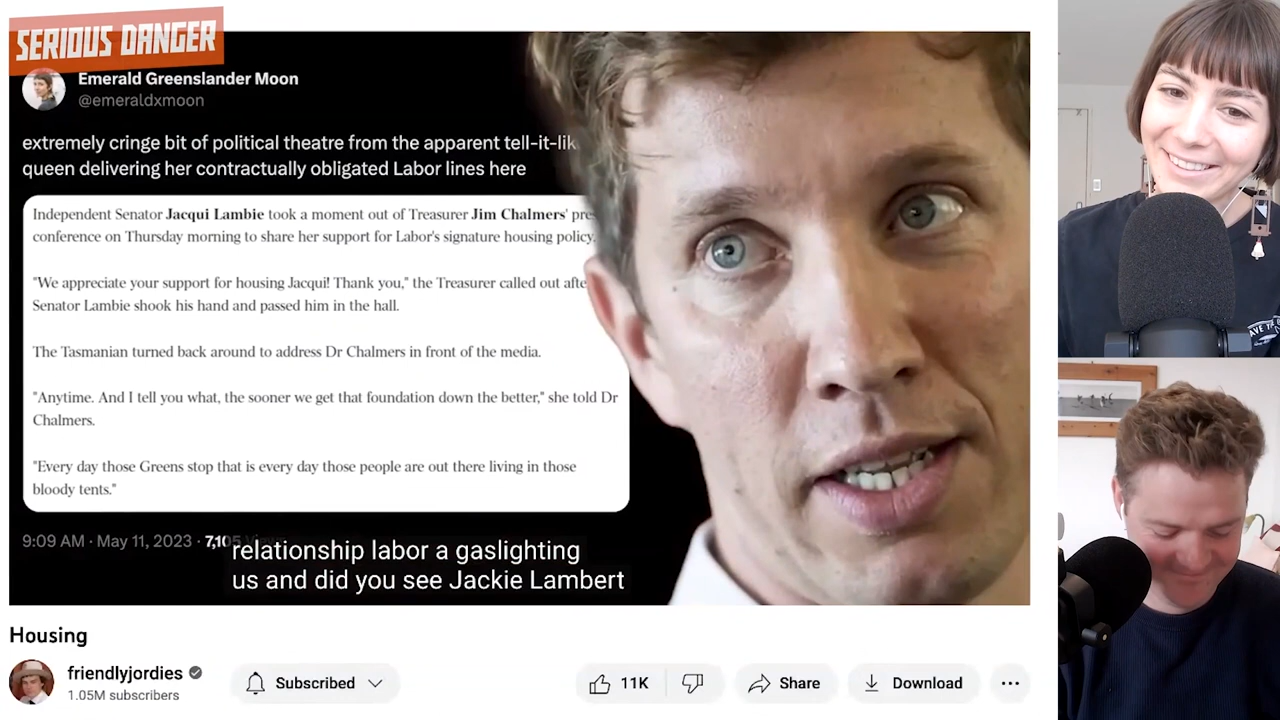 SERIOUS DANGER
Emerald Greenslander Moon
@emeraldxmoon
extremely cringe bit of political theatre from the apparent tell-it-lik
queen delivering her contractually obligated Labor lines here
Independent Senator Jacqui Lambie took a moment out of Treasurer Jim Chalmers' pre
conference on Thursday morning to share her support for Labor's signature housing policy.
"We appreciate your support for housing Jacqui! Thank you," the Treasurer called out afte
Senator Lambie shook his hand and passed him in the hall.
The Tasmanian turned back around to address Dr Chalmers in front of the media.
"Anytime. And I tell you what, the sooner we get that foundation down the better," she told Dr
Chalmers.
"Every day those Greens stop that is every day those people are out there living in those
bloody tents."
9:09 AM · May 11, 2023 · 7,105
relationship labor a gaslighting
us and did you see Jackie Lambert
Housing
friendlyjordies
1.05M subscribers
Subscribed
11K
Share
Download